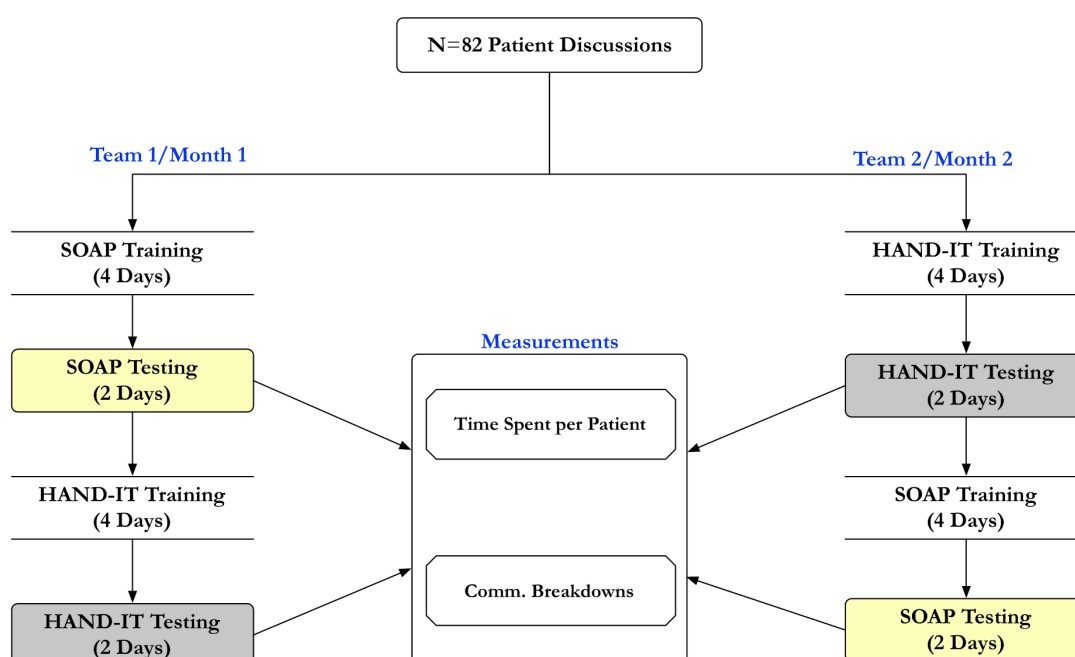 N=82 Patient Discussions
Team 1/Month 1
Team 2/Month 2
SOAP Training
(4 Days)
HAND-IT Training
(4 Days)
Measurements
SOAP Testing
(2 Days)
HAND-IT Testing
(2 Days)
Time Spent per Patient
HAND-IT Training
(4 Days)
SOAP Training
(4 Days)
Comm. Breakdowns
HAND-IT Testing
(2 Days)
SOAP Testing
(2 Days)